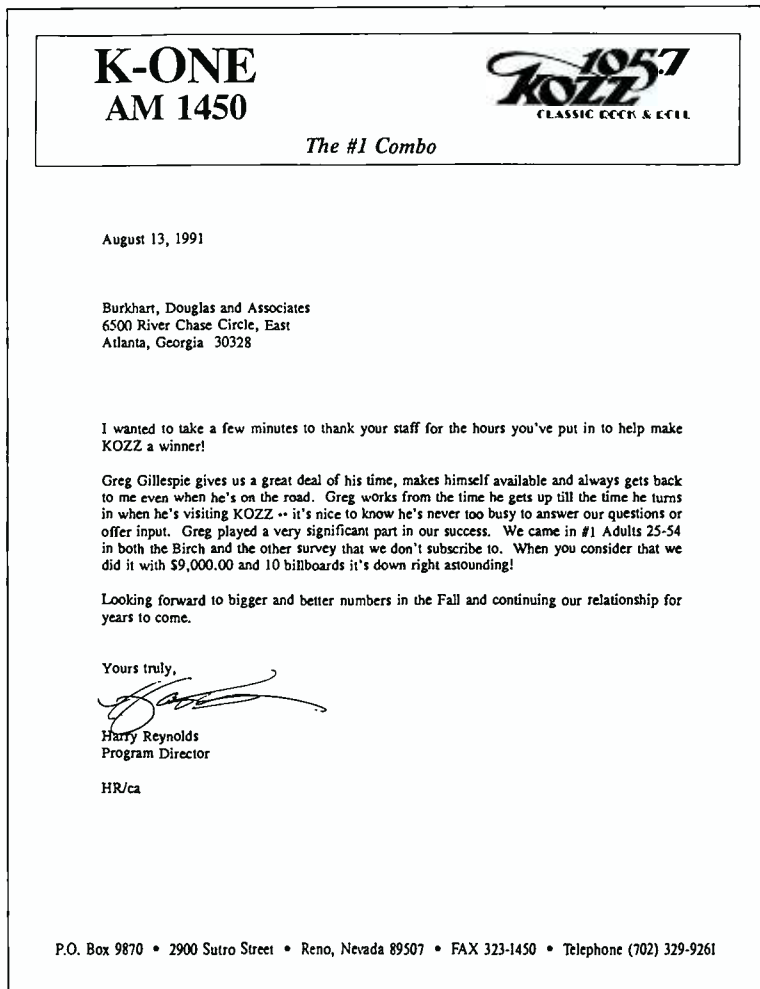 K-ONE
AM 1450
105.7
KOZZ
CLASSIC ROCK & ROLL
The #1 Combo
August 13, 1991
Burkhart, Douglas and Associates
6500 River Chase Circle, East
Atlanta, Georgia 30328
I wanted to take a few minutes to thank your staff for the hours you've put in to help make
KOZZ a winner!
Greg Gillespie gives us a great deal of his time, makes himself available and always gets back
to me even when he's on the road. Greg works from the time he gets up till the time he turns
in when he's visiting KOZZ -- it's nice to know he's never too busy to answer our questions or
offer input. Greg played a very significant part in our success. We came in #1 Adults 25-54
in both the Birch and the other survey that we don't subscribe to. When you consider that we
did it with $9,000.00 and 10 billboards it's down right astounding!
Looking forward to bigger and better numbers in the Fall and continuing our relationship for
years to come.
Yours truly,
Harry Reynolds
Program Director
HR/ca
P.O. Box 9870 • 2900 Sutro Street • Reno, Nevada 89507 • FAX 323-1450 • Telephone (702) 329-9261